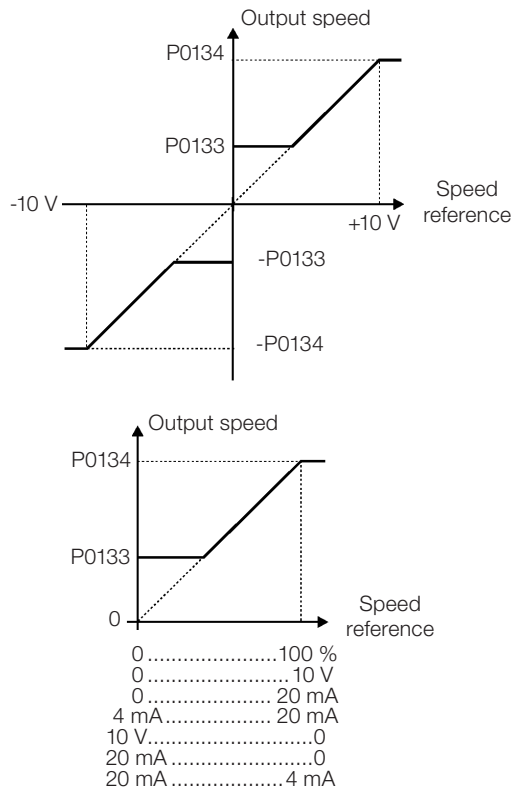 Output speed
P0134
P0133
-10 V
Speed
reference
+10 V
-P0133
-P0134
Output speed
P0134
P0133
0
Speed
reference
0.......................100 %
0........................ 10 V
0..................... 20 mA
4 mA.................. 20 mA
10 V............................0
20 mA........................0
20 mA ...................4 mA